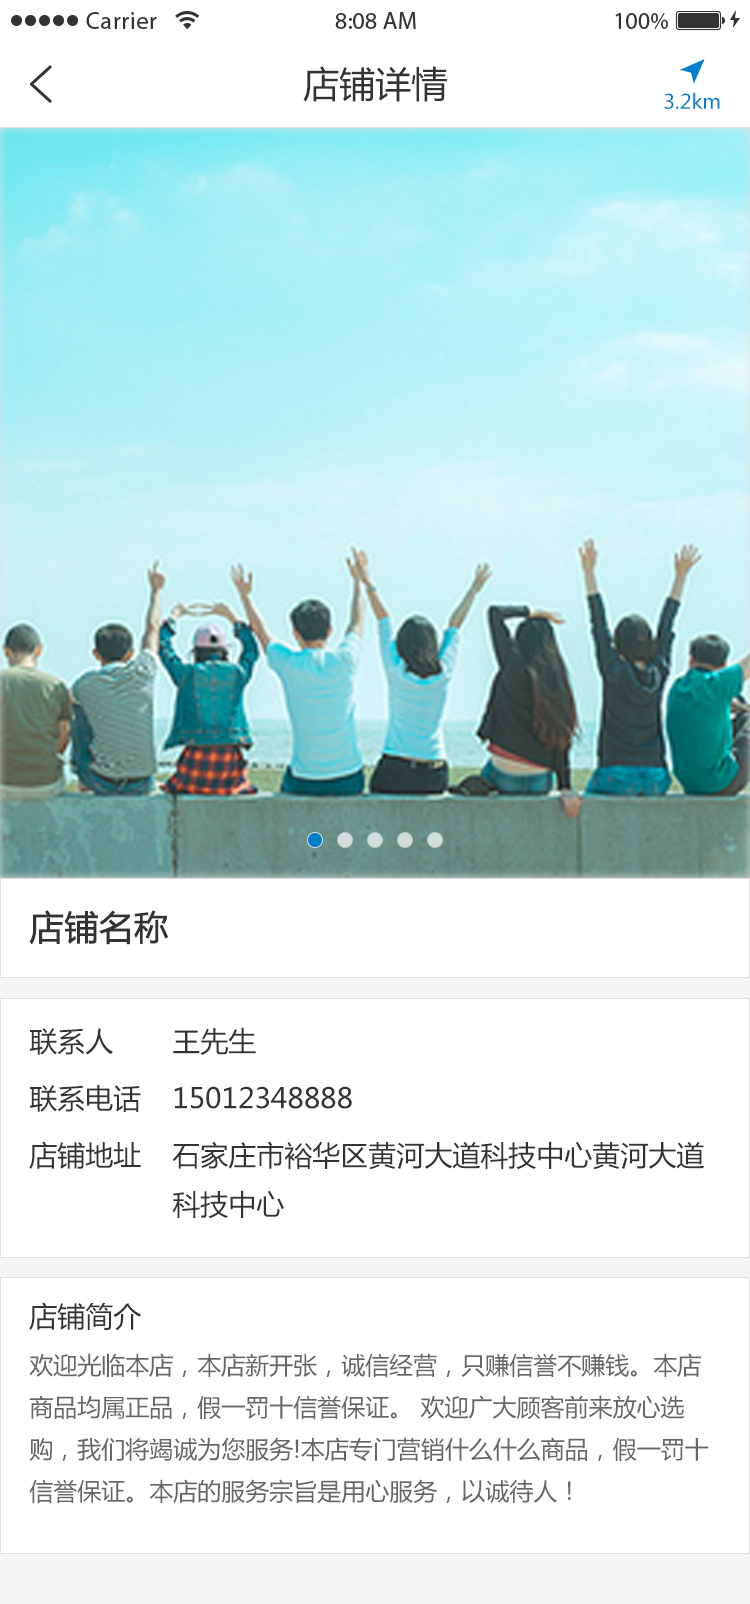 Carrier 8:08 AM 100%
店铺详情
3.2km
店铺名称
联系人 王先生
联系电话 15012348888
店铺地址 石家庄市裕华区黄河大道科技中心黄河大道
科技中心
店铺简介
欢迎光临本店，本店新开张，诚信经营，只赚信誉不赚钱。本店
商品均属正品，假一罚十信誉保证。 欢迎广大顾客前来放心选
购，我们将竭诚为您服务!本店专门营销什么什么商品，假一罚十
信誉保证。本店的服务宗旨是用心服务，以诚待人！